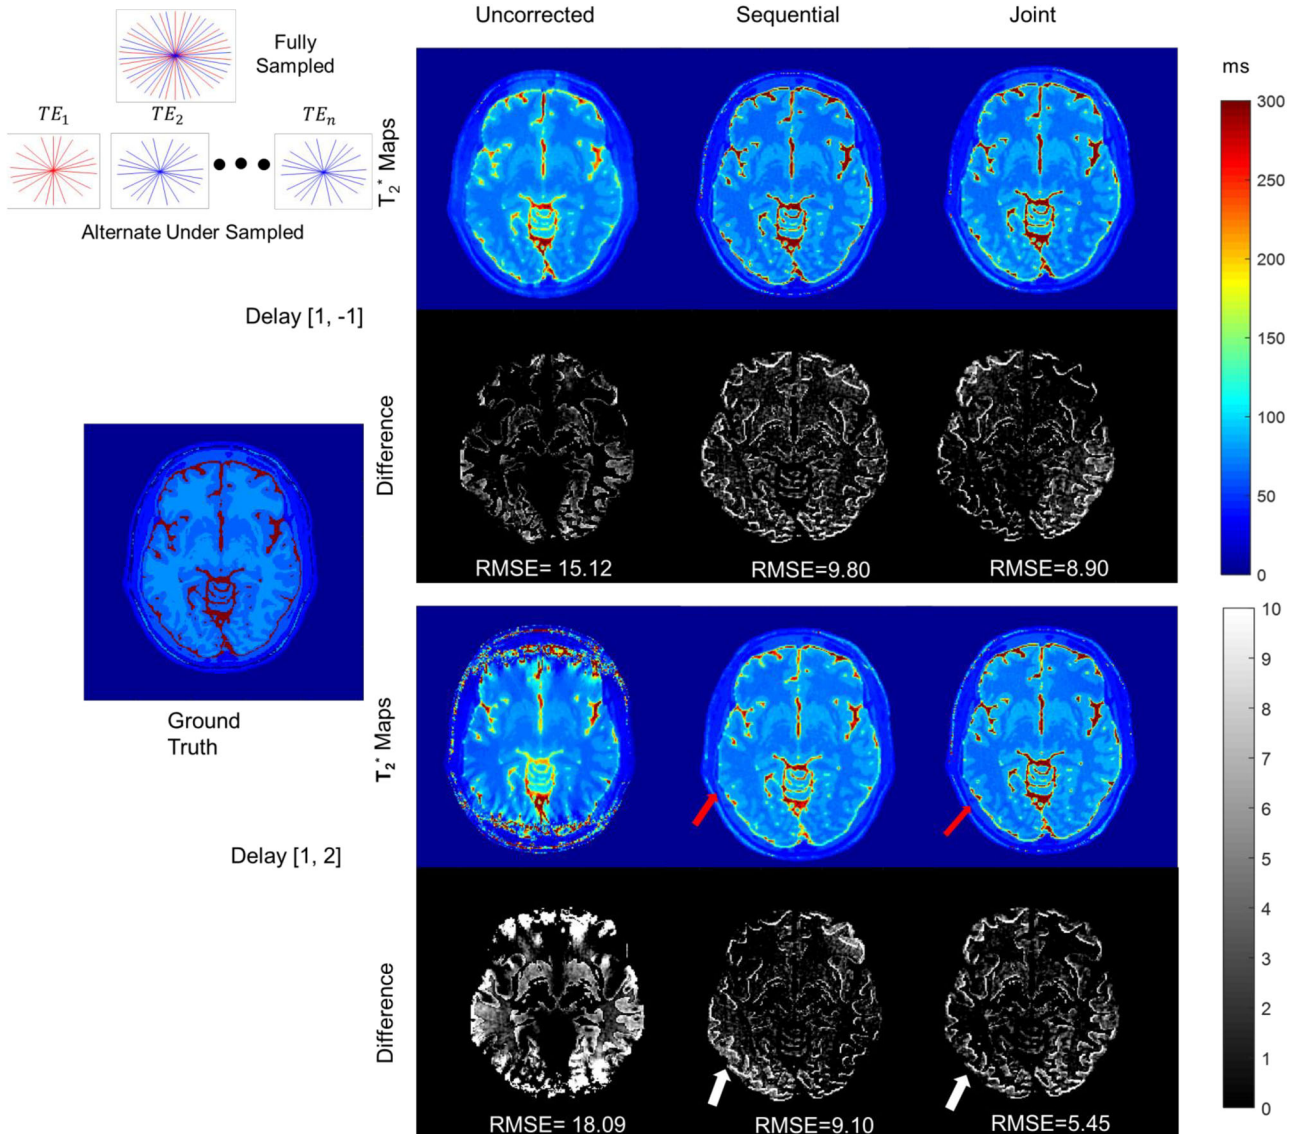 Uncorrected Sequential Joint
Fully
Sampled
TE1 TE2 TEn
Alternate Under Sampled
T2* Maps
ms
300
250
200
150
100
50
0
Delay [1, -1]
Difference
RMSE= 15.12 RMSE=9.80 RMSE=8.90
Ground
Truth
T2* Maps
Delay [1, 2]
Difference
10
9
8
7
6
5
4
3
2
1
0
RMSE= 18.09 RMSE=9.10 RMSE=5.45